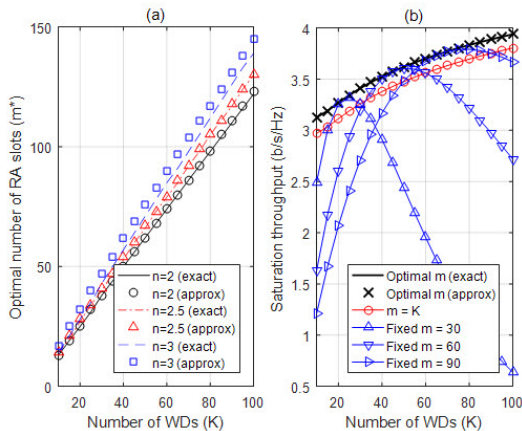 (a)
Optimal number of RA slots (m*)
150
100
50
0
20
40
60
80
100
Number of WDs (K)
n=2 (exact)
n=2 (approx)
n=2.5 (exact)
n=2.5 (approx)
n=3 (exact)
n=3 (approx)
(b)
Saturation throughput (b/s/Hz)
4
3.5
3
2.5
2
1.5
1
0.5
20
40
60
80
100
Number of WDs (K)
Optimal m (exact)
Optimal m (approx)
m = K
Fixed m = 30
Fixed m = 60
Fixed m = 90